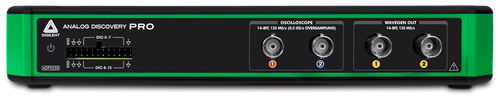 DIGILENT
ANALOG DISCOVERY PRO
DIO 0-7
DIO 8-15
OSCILLOSCOPE
14-BIT, 125 MS/s (0.5 GS/s OVERSAMPLING)
1
2
WAVEGEN OUT
14-BIT, 125 MS/s
1
2